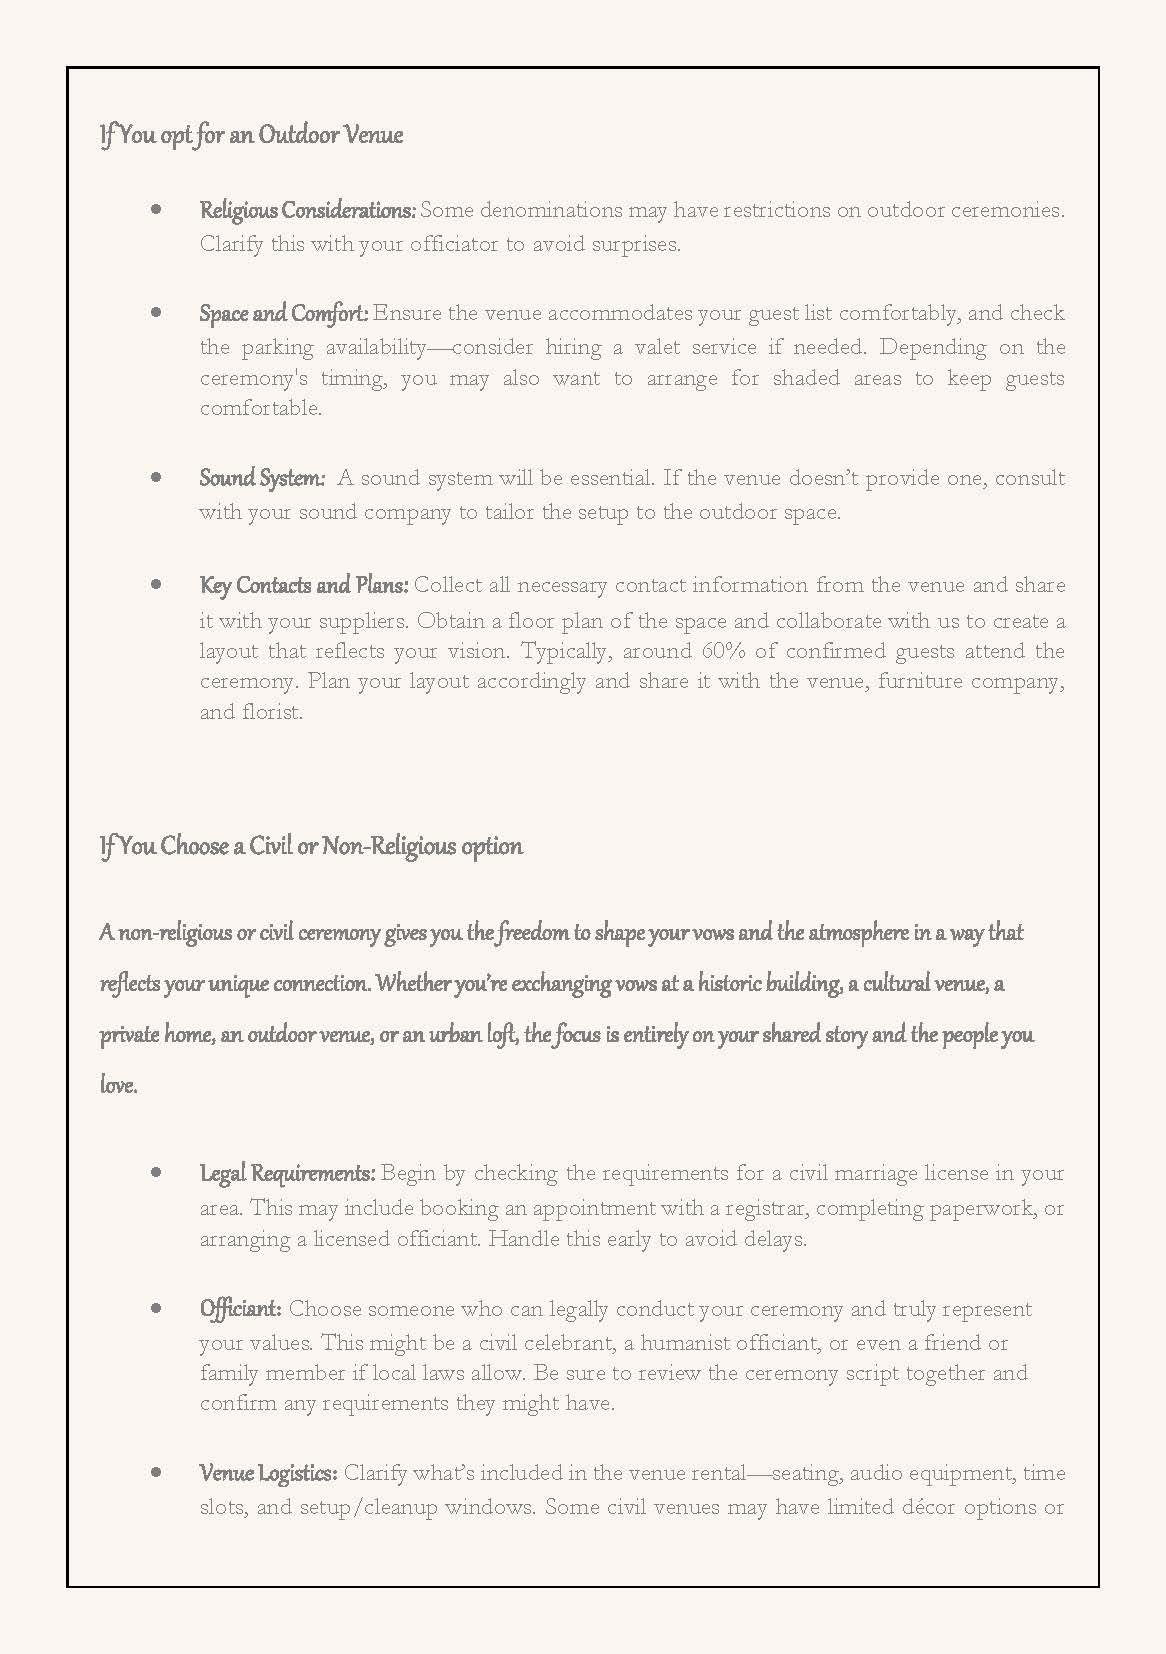 If You opt for an Outdoor Venue
• Religious Considerations: Some denominations may have restrictions on outdoor ceremonies.
Clarify this with your officiator to avoid surprises.
• Space and Comfort: Ensure the venue accommodates your guest list comfortably, and check
the parking availability—consider hiring a valet service if needed. Depending on the
ceremony's timing, you may also want to arrange for shaded areas to keep guests
comfortable.
• Sound System: A sound system will be essential. If the venue doesn’t provide one, consult
with your sound company to tailor the setup to the outdoor space.
• Key Contacts and Plans: Collect all necessary contact information from the venue and share
it with your suppliers. Obtain a floor plan of the space and collaborate with us to create a
layout that reflects your vision. Typically, around 60% of confirmed guests attend the
ceremony. Plan your layout accordingly and share it with the venue, furniture company,
and florist.
If You Choose a Civil or Non-Religious option
A non-religious or civil ceremony gives you the freedom to shape your vows and the atmosphere in a way that
reflects your unique connection. Whether you’re exchanging vows at a historic building, a cultural venue, a
private home, an outdoor venue, or an urban loft, the focus is entirely on your shared story and the people you
love.
• Legal Requirements: Begin by checking the requirements for a civil marriage license in your
area. This may include booking an appointment with a registrar, completing paperwork, or
arranging a licensed officiant. Handle this early to avoid delays.
• Officiant: Choose someone who can legally conduct your ceremony and truly represent
your values. This might be a civil celebrant, a humanist officiant, or even a friend or
family member if local laws allow. Be sure to review the ceremony script together and
confirm any requirements they might have.
• Venue Logistics: Clarify what’s included in the venue rental—seating, audio equipment, time
slots, and setup/cleanup windows. Some civil venues may have limited décor options or